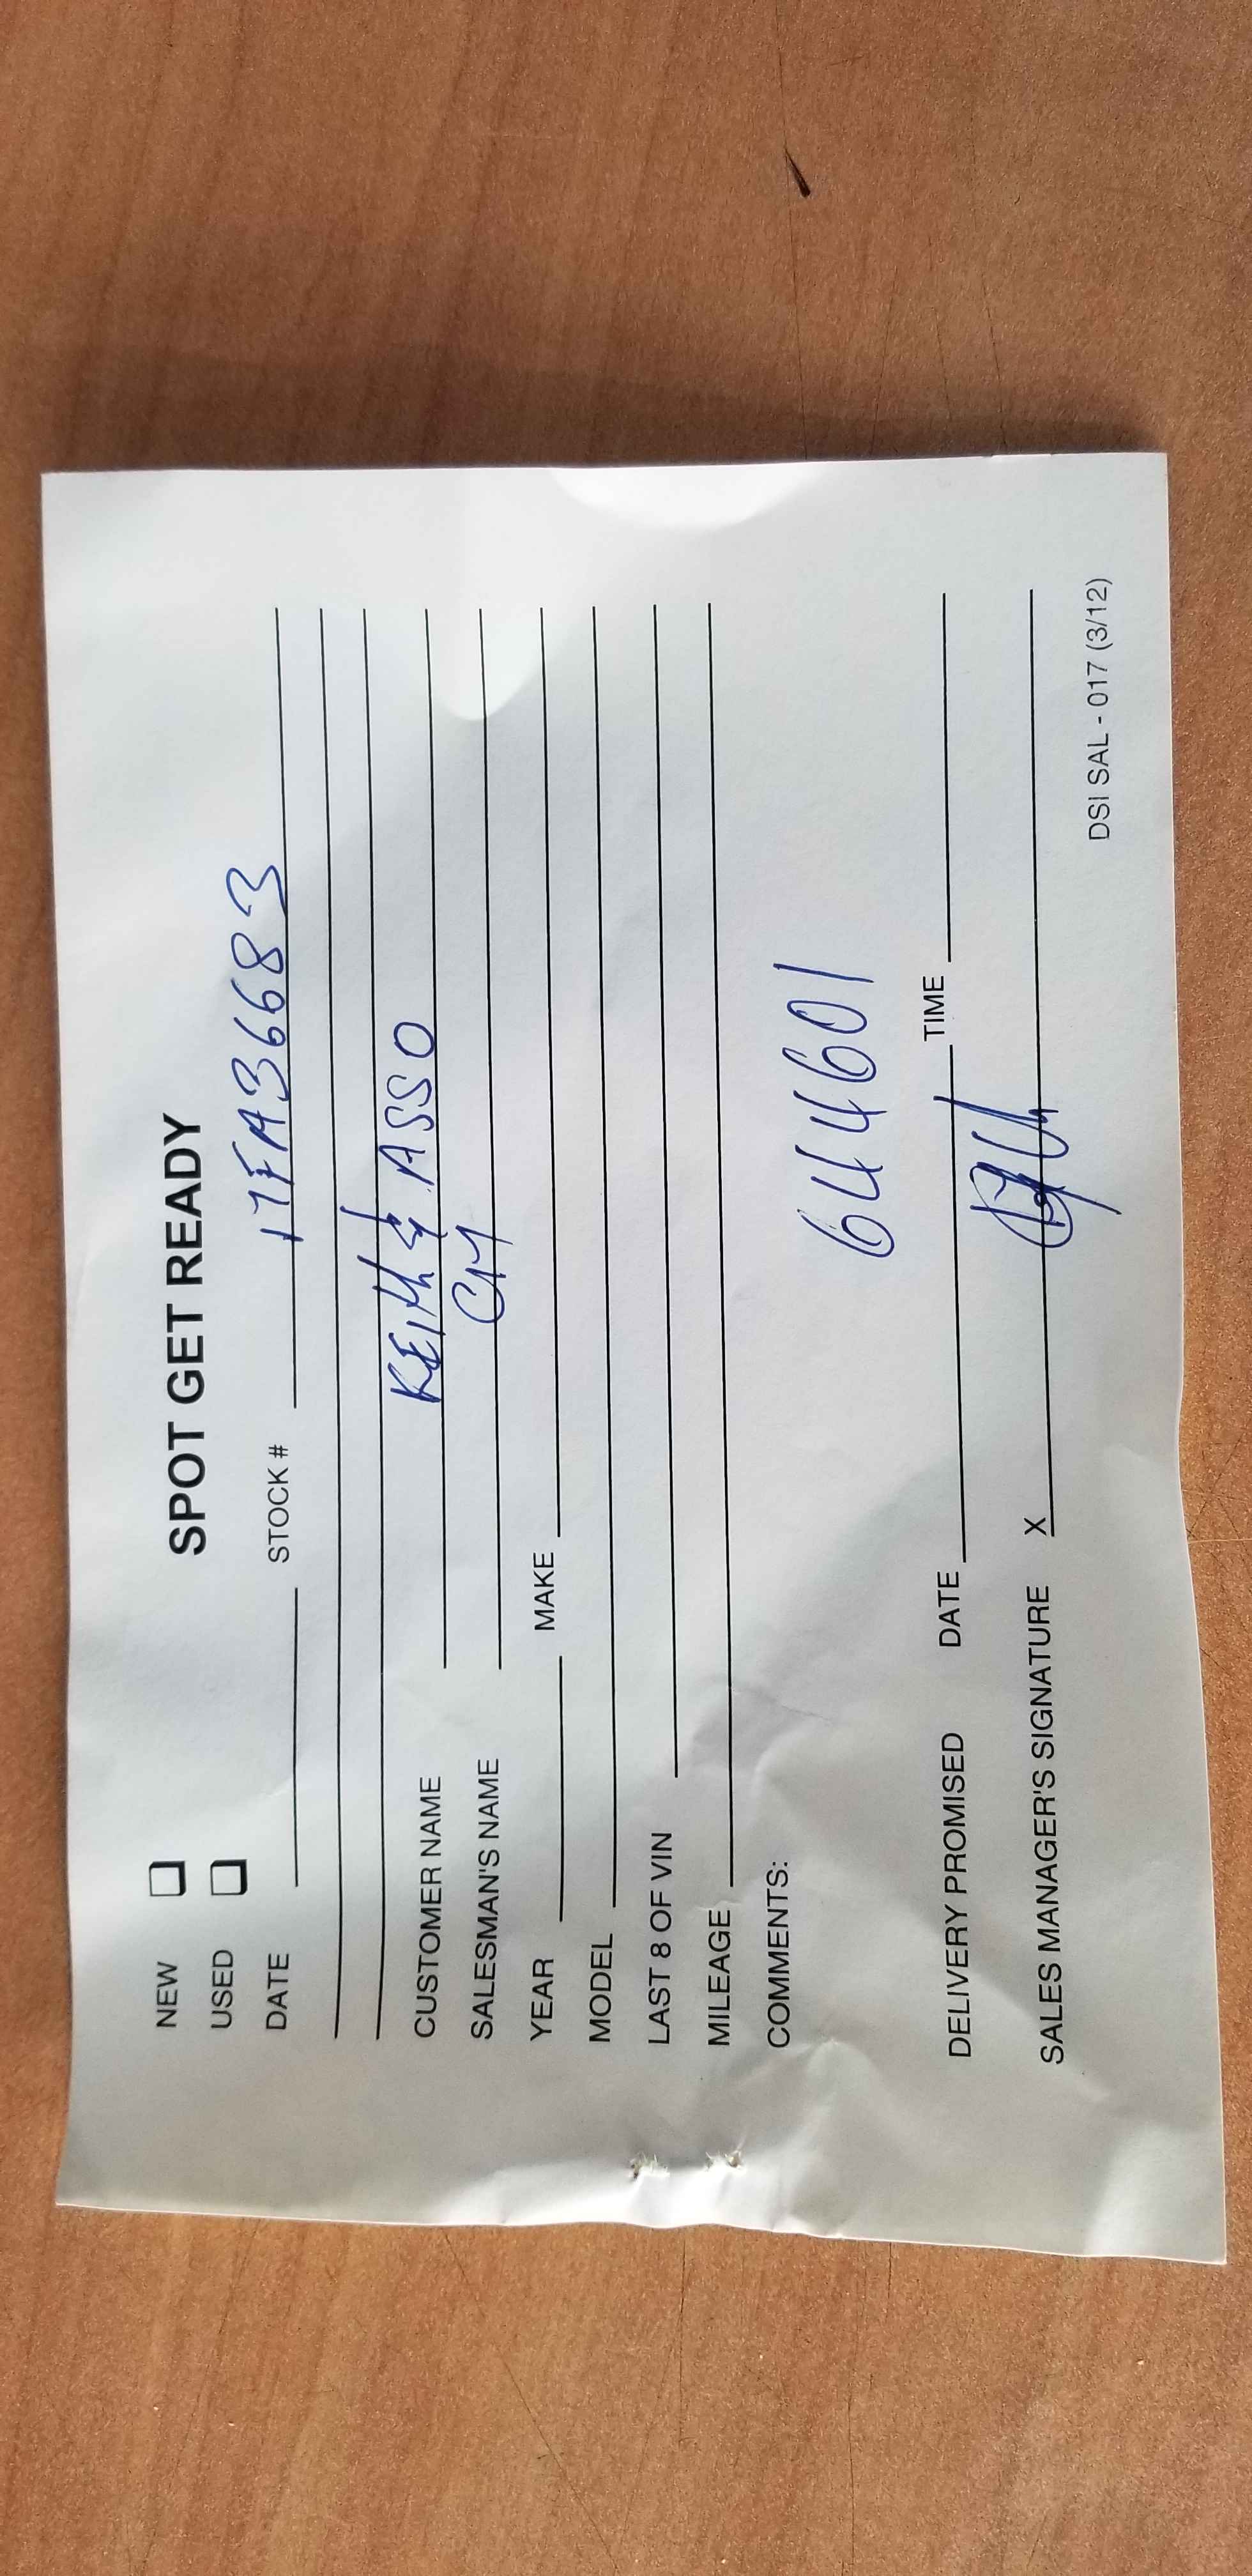 SPOT GET READY
NEW
USED
DATE STOCK # 17FA36683
CUSTOMER NAME KEITH & ASSO
SALESMAN'S NAME CM
YEAR MAKE
MODEL
LAST 8 OF VIN
MILEAGE
COMMENTS:
644601
DELIVERY PROMISED DATE TIME
SALES MANAGER'S SIGNATURE X
DSI SAL - 017 (3/12)